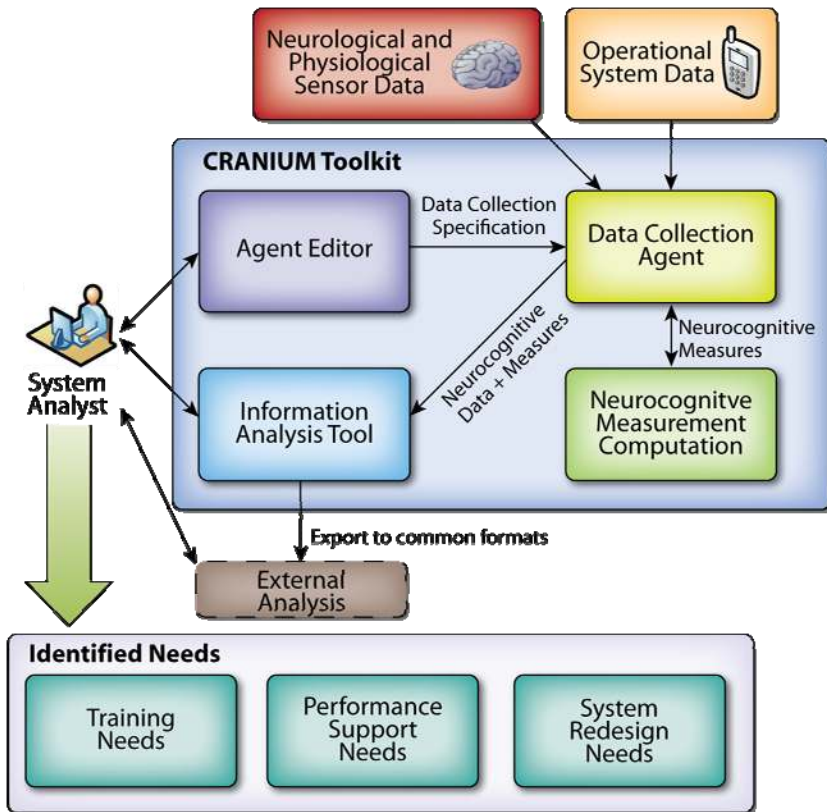 Neurological and
Physiological
Sensor Data
Operational
System Data
CRANIUM Toolkit
Agent Editor
Data Collection
Specification
Data Collection
Agent
Neurocognitive
Data + Measures
Neurocognitive
Measures
System
Analyst
Information
Analysis Tool
Neurocognitve
Measurement
Computation
Export to common formats
External
Analysis
Identified Needs
Training
Needs
Performance
Support
Needs
System
Redesign
Needs